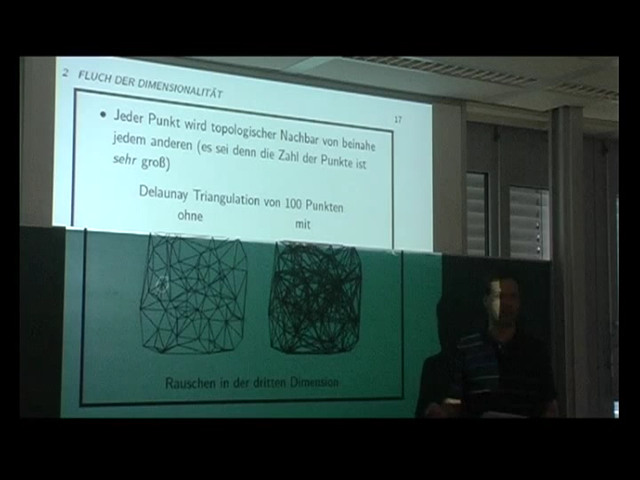 2 FLUCH DER DIMENSIONALITÄT
17
• Jeder Punkt wird topologischer Nachbar von beinahe
jedem anderen (es sei denn die Zahl der Punkte ist
sehr groß)
Delaunay Triangulation von 100 Punkten
ohne mit
Rauschen in der dritten Dimension